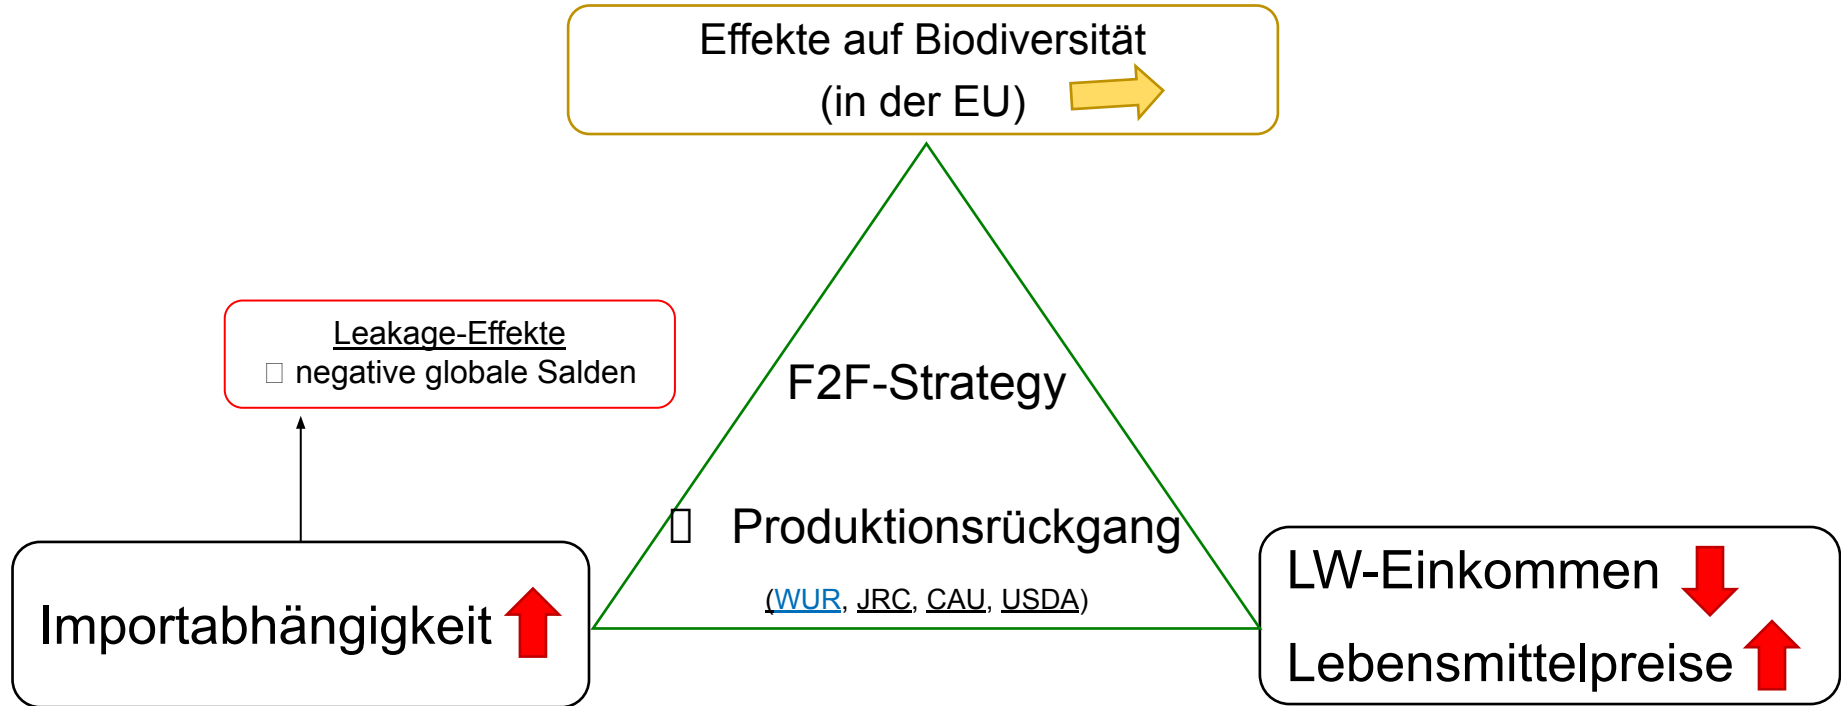 Effekte auf Biodiversität
(in der EU)
Leakage-Effekte
negative globale Salden
F2F-Strategy
Produktionsrückgang
(WUR, JRC, CAU, USDA)
Importabhängigkeit
LW-Einkommen
Lebensmittelpreise